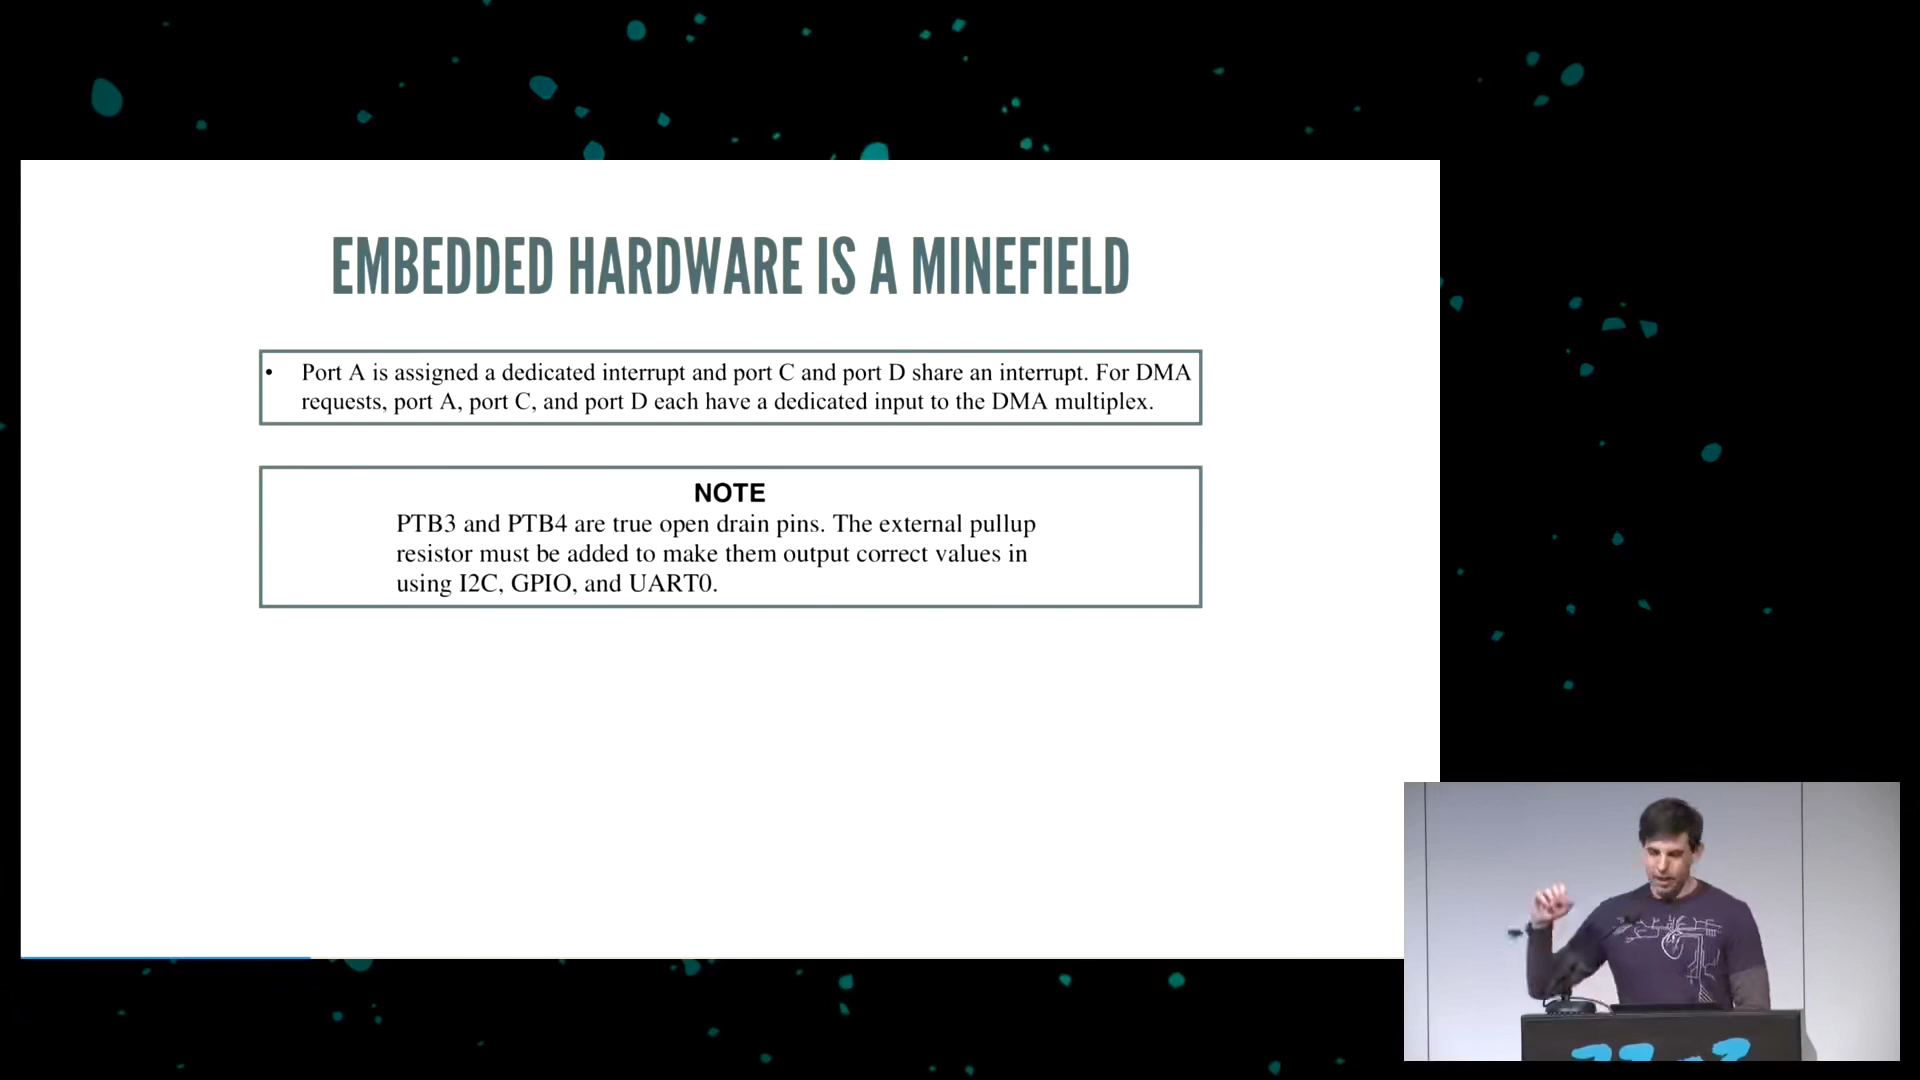 EMBEDDED HARDWARE IS A MINEFIELD
• Port A is assigned a dedicated interrupt and port C and port D share an interrupt. For DMA
requests, port A, port C, and port D each have a dedicated input to the DMA multiplex.
NOTE
PTB3 and PTB4 are true open drain pins. The external pullup
resistor must be added to make them output correct values in
using I2C, GPIO, and UART0.